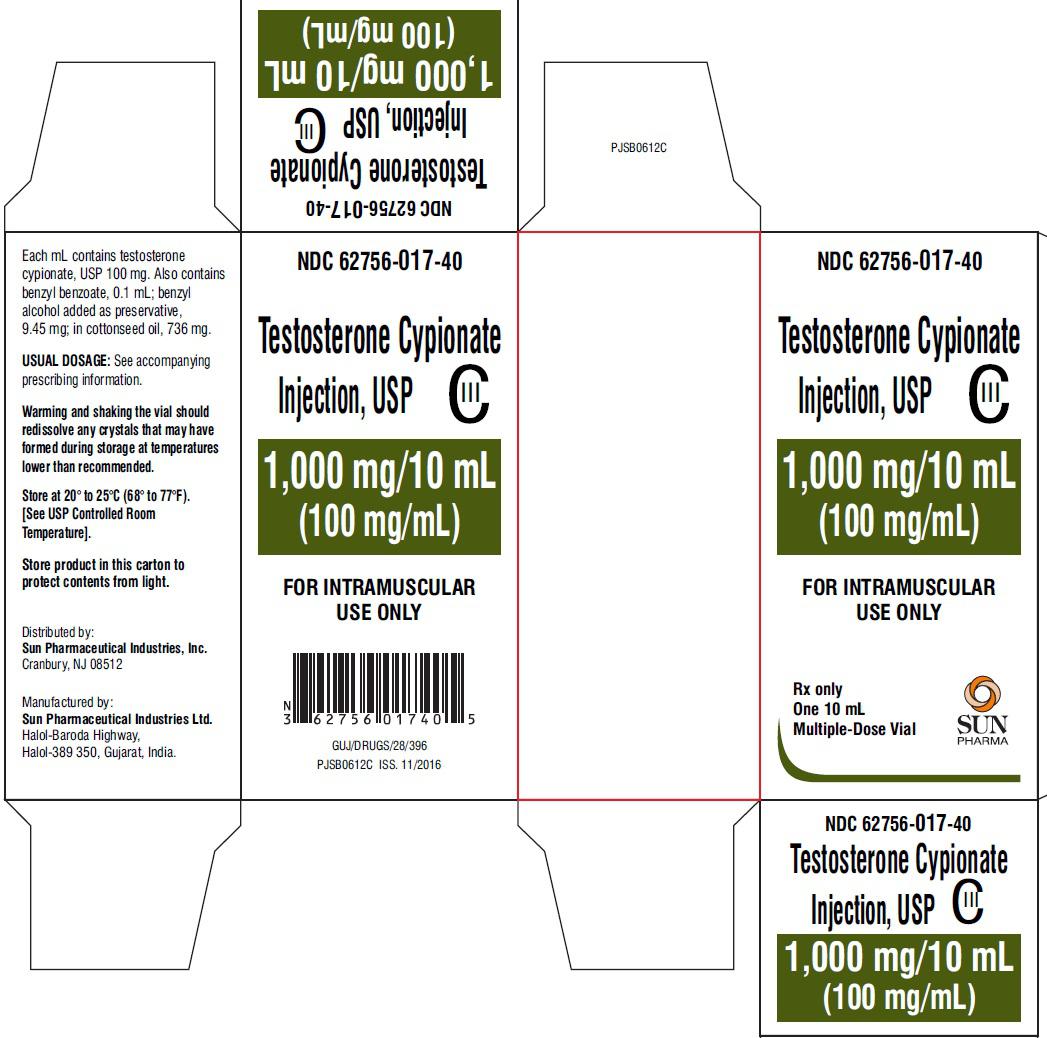 1,000 mg/10 mL
(100 mg/mL)
Testosterone Cypionate
Injection, USP CIII
NDC 62756-017-40
PJSB0612C
Each mL contains testosterone
cypionate, USP 100 mg. Also contains
benzyl benzoate, 0.1 mL; benzyl
alcohol added as preservative,
9.45 mg; in cottonseed oil, 736 mg.
USUAL DOSAGE: See accompanying
prescribing information.
Warming and shaking the vial should
redissolve any crystals that may have
formed during storage at temperatures
lower than recommended.
Store at 20° to 25°C (68° to 77°F).
[See USP Controlled Room
Temperature].
Store product in this carton to
protect contents from light.
Distributed by:
Sun Pharmaceutical Industries, Inc.
Cranbury, NJ 08512
Manufactured by:
Sun Pharmaceutical Industries Ltd.
Halol-Baroda Highway,
Halol-389 350, Gujarat, India.
NDC 62756-017-40
Testosterone Cypionate
Injection, USP CIII
1,000 mg/10 mL
(100 mg/mL)
FOR INTRAMUSCULAR
USE ONLY
N
3 62756 01740 5
GUJ/DRUGS/28/396
PJSB0612C ISS. 11/2016
NDC 62756-017-40
Testosterone Cypionate
Injection, USP CIII
1,000 mg/10 mL
(100 mg/mL)
FOR INTRAMUSCULAR
USE ONLY
Rx only
One 10 mL
Multiple-Dose Vial
SUN
PHARMA
NDC 62756-017-40
Testosterone Cypionate
Injection, USP CIII
1,000 mg/10 mL
(100 mg/mL)